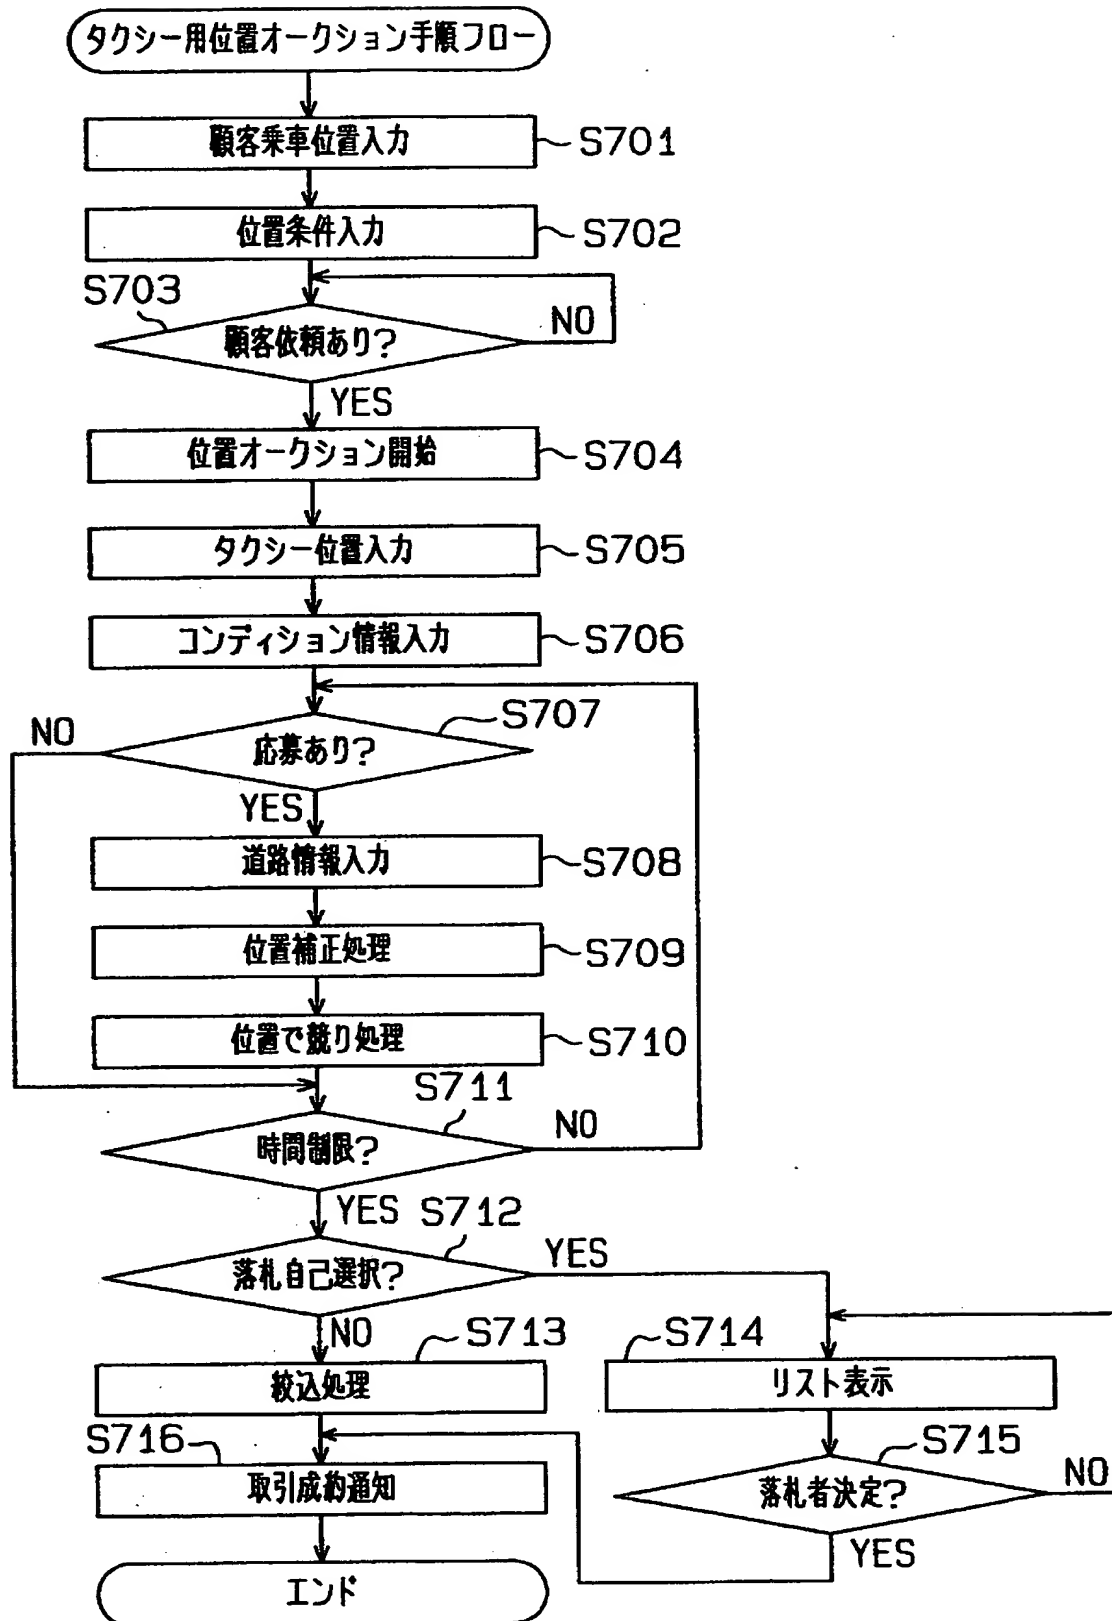 タクシー用位置オークション手順フロー
顧客乗車位置入力
S701
位置条件入力
S702
S703
顧客依頼あり?
NO
YES
位置オークション開始
S704
タクシー位置入力
S705
コンディション情報入力
S706
S707
NO
応募あり?
YES
道路情報入力
S708
位置補正処理
S709
位置で競り処理
S710
S711
時間制限?
NO
YES
S712
落札自己選択?
YES
NO
S713
絞込処理
S714
リスト表示
S716
取引成約通知
S715
落札者決定?
NO
YES
エンド